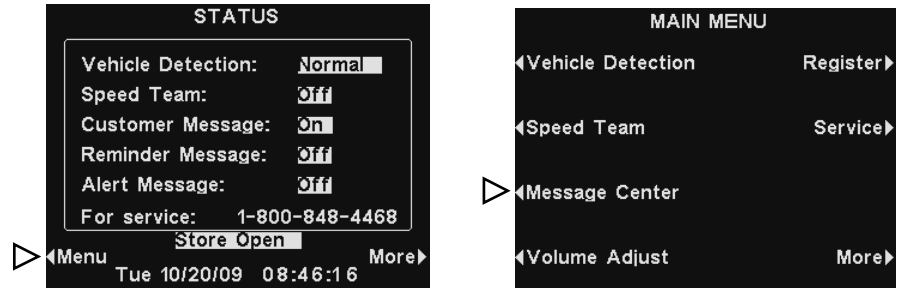 STATUS
Vehicle Detection: Normal
Speed Team: Off
Customer Message: On
Reminder Message: Off
Alert Message: Off
For service: 1-800-848-4468
Store Open
Menu More
Tue 10/20/09 08:46:16
MAIN MENU
Vehicle Detection Register
Speed Team Service
Message Center
Volume Adjust More